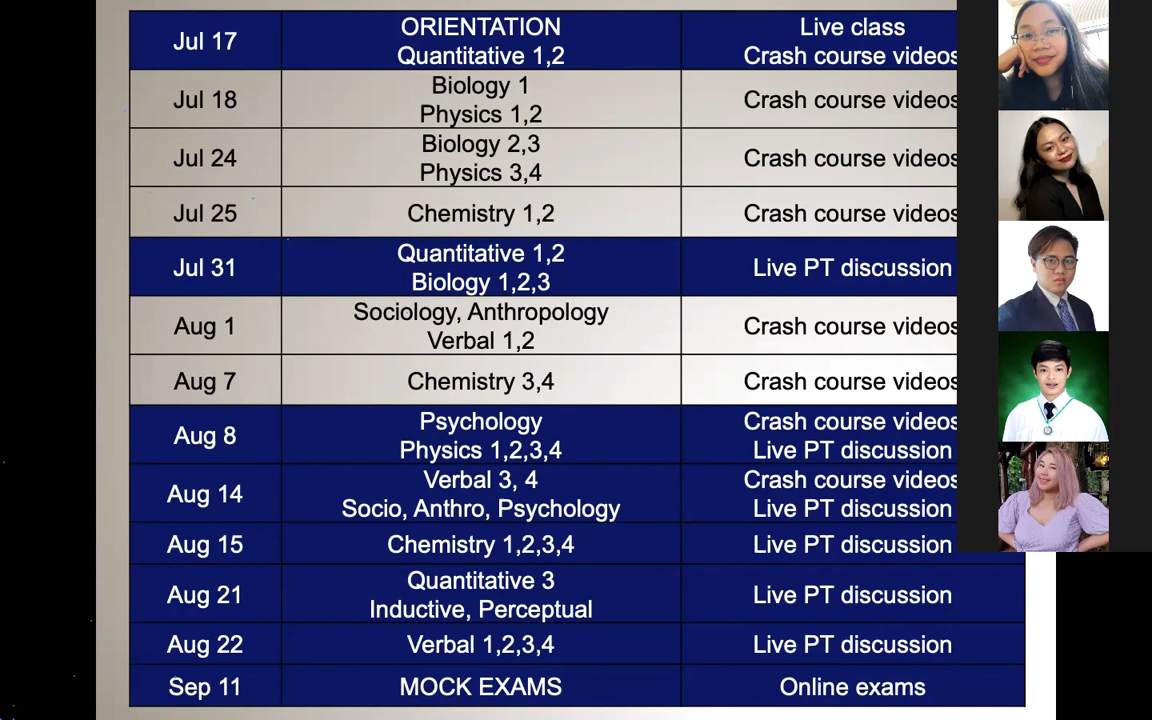 Jul 17
ORIENTATION
Quantitative 1,2
Live class
Crash course videos
Jul 18
Biology 1
Physics 1,2
Crash course videos
Jul 24
Biology 2,3
Physics 3,4
Crash course videos
Jul 25
Chemistry 1,2
Crash course videos
Jul 31
Quantitative 1,2
Biology 1,2,3
Live PT discussion
Aug 1
Sociology, Anthropology
Verbal 1,2
Crash course videos
Aug 7
Chemistry 3,4
Crash course videos
Aug 8
Psychology
Physics 1,2,3,4
Crash course videos
Live PT discussion
Aug 14
Verbal 3, 4
Socio, Anthro, Psychology
Crash course videos
Live PT discussion
Aug 15
Chemistry 1,2,3,4
Live PT discussion
Aug 21
Quantitative 3
Inductive, Perceptual
Live PT discussion
Aug 22
Verbal 1,2,3,4
Live PT discussion
Sep 11
MOCK EXAMS
Online exams